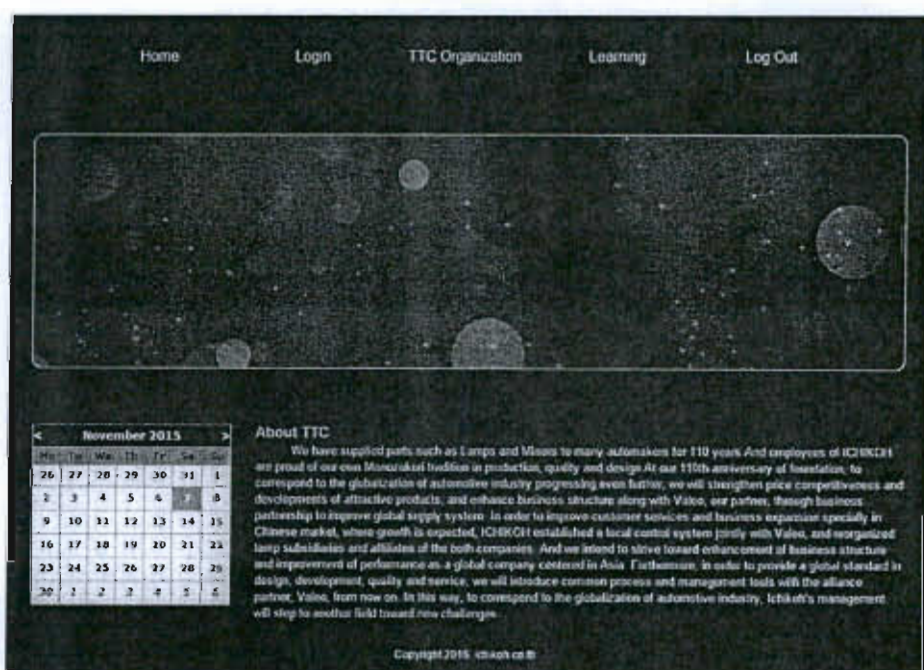 Home Login TTC Organization Learning Log Out
< November 2015 >
Mo Tu We Th Fr Sa Su
26 27 28 29 30 31 1
2 3 4 5 6 7 8
9 10 11 12 13 14 15
16 17 18 19 20 21 22
23 24 25 26 27 28 29
30 1 2 3 4 5 6
About TTC
We have supplied parts such as Lamps and Mirrors to many automakers for 110 years And employees of ICHIKOH
are proud of our own Monozukuri tradition in production, quality and design At our 110th anniversary of foundation, to
correspond to the globalization of automotive industry progressing even further, we will strengthen price competitiveness and
developments of attractive products, and enhance business structure along with Valeo, our partner, through business
partnership to improve global supply system. In order to improve customer services and business expansion specially in
Chinese market, where growth is expected, ICHIKOH established a local control system jointly with Valeo, and reorganized
lamp subsidiaries and affiliates of the both companies. And we intend to strive toward enhancement of business structure
and improvement of performance as a global company centered in Asia. Furthermore, in order to provide a global standard in
design, development, quality and service, we will introduce common process and management tools with the alliance
partner, Valeo, from now on. In this way, to correspond to the globalization of automotive industry, Ichikoh's management
will step to another field toward new challenges.
Copyright 2015 ichikoh.co.th